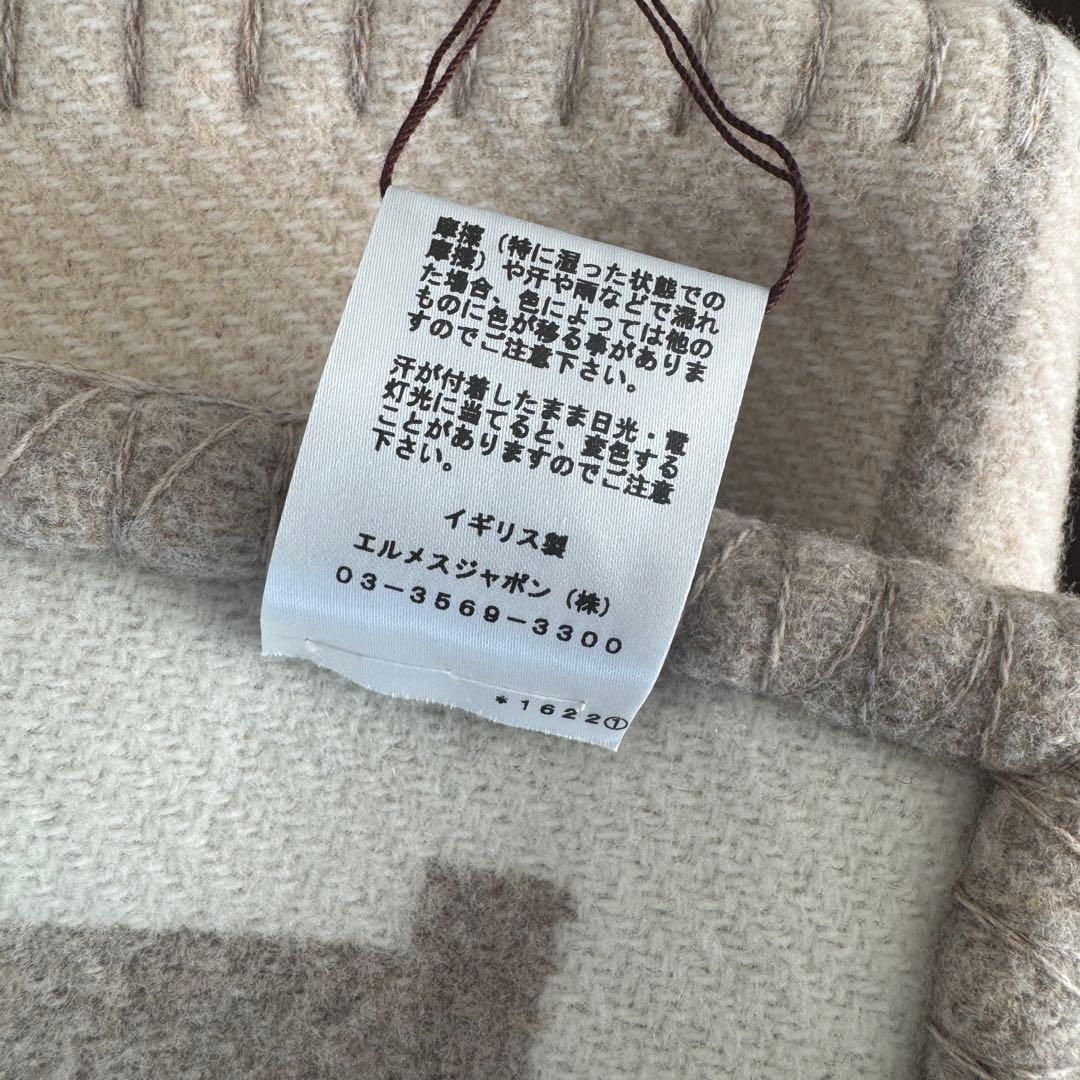 摩擦（特に湿った状態での
摩擦）や汗や雨などで濡れ
た場合、色によっては他の
ものに色が移る事がありま
すのでご注意下さい。
汗が付着したまま日光・電
灯光に当てると、変色する
ことがありますのでご注意
下さい。
イギリス製
エルメスジャポン（株）
03-3569-3300
*1622①